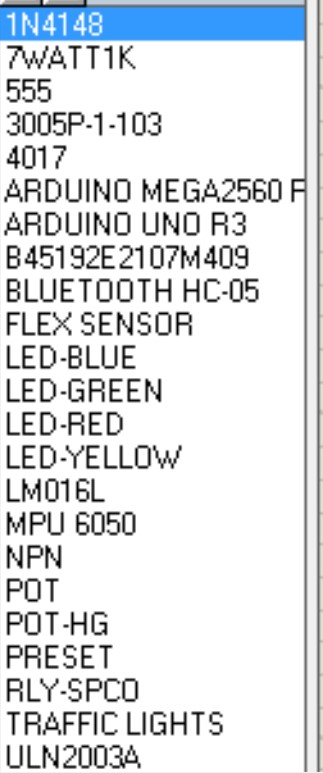 1N4148
7WATT1K
555
3005P-1-103
4017
ARDUINO MEGA2560 F
ARDUINO UNO R3
B45192E2107M409
BLUETOOTH HC-05
FLEX SENSOR
LED-BLUE
LED-GREEN
LED-RED
LED-YELLOW
LM016L
MPU 6050
NPN
POT
POT-HG
PRESET
RLY-SPCO
TRAFFIC LIGHTS
ULN2003A